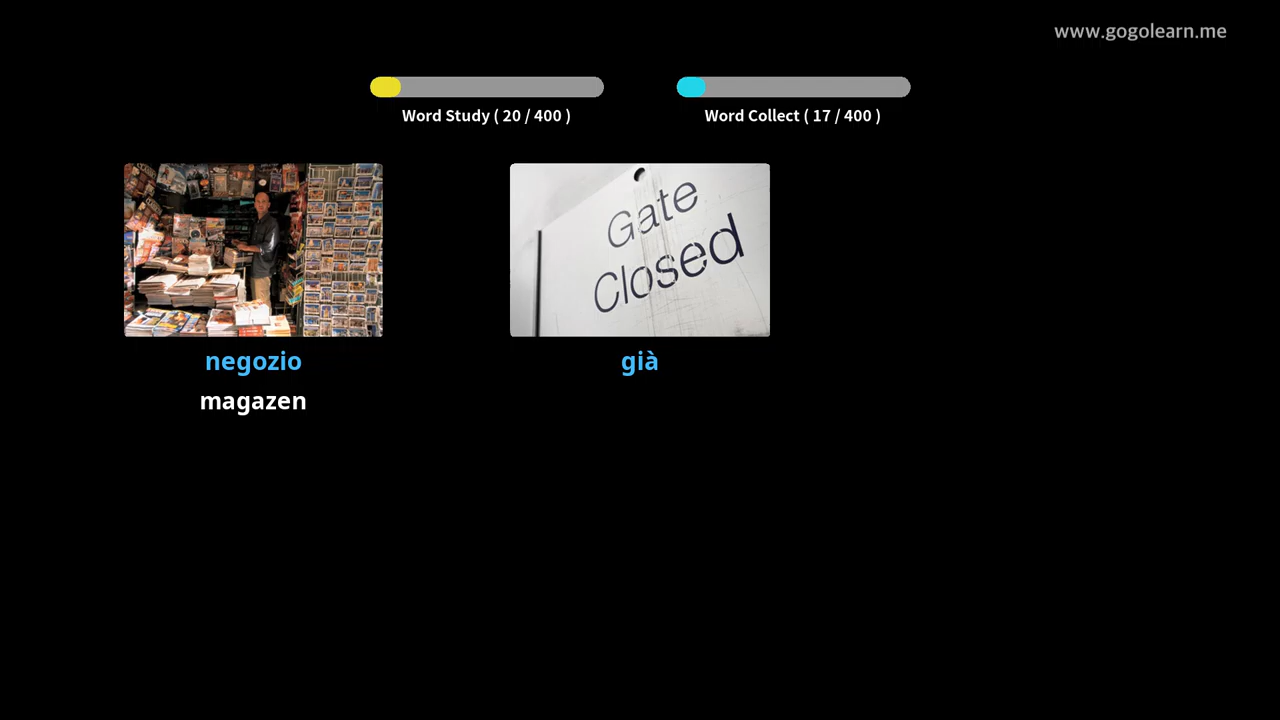 www.gogolearn.me
Word Study ( 20 / 400 )
Word Collect ( 17 / 400 )
Gate
Closed
negozio
già
magazen